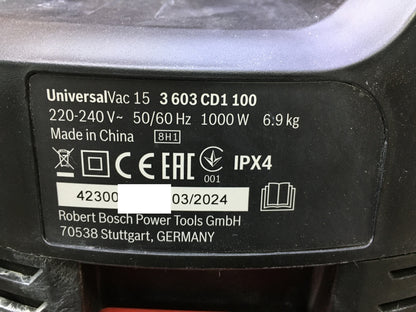 UniversalVac 15 3 603 CD1 100
220-240 V~ 50/60 Hz 1000 W 6.9 kg
Made in China 8H1
CE EAC 001 IPX4
42300 03/2024
Robert Bosch Power Tools GmbH
70538 Stuttgart, GERMANY